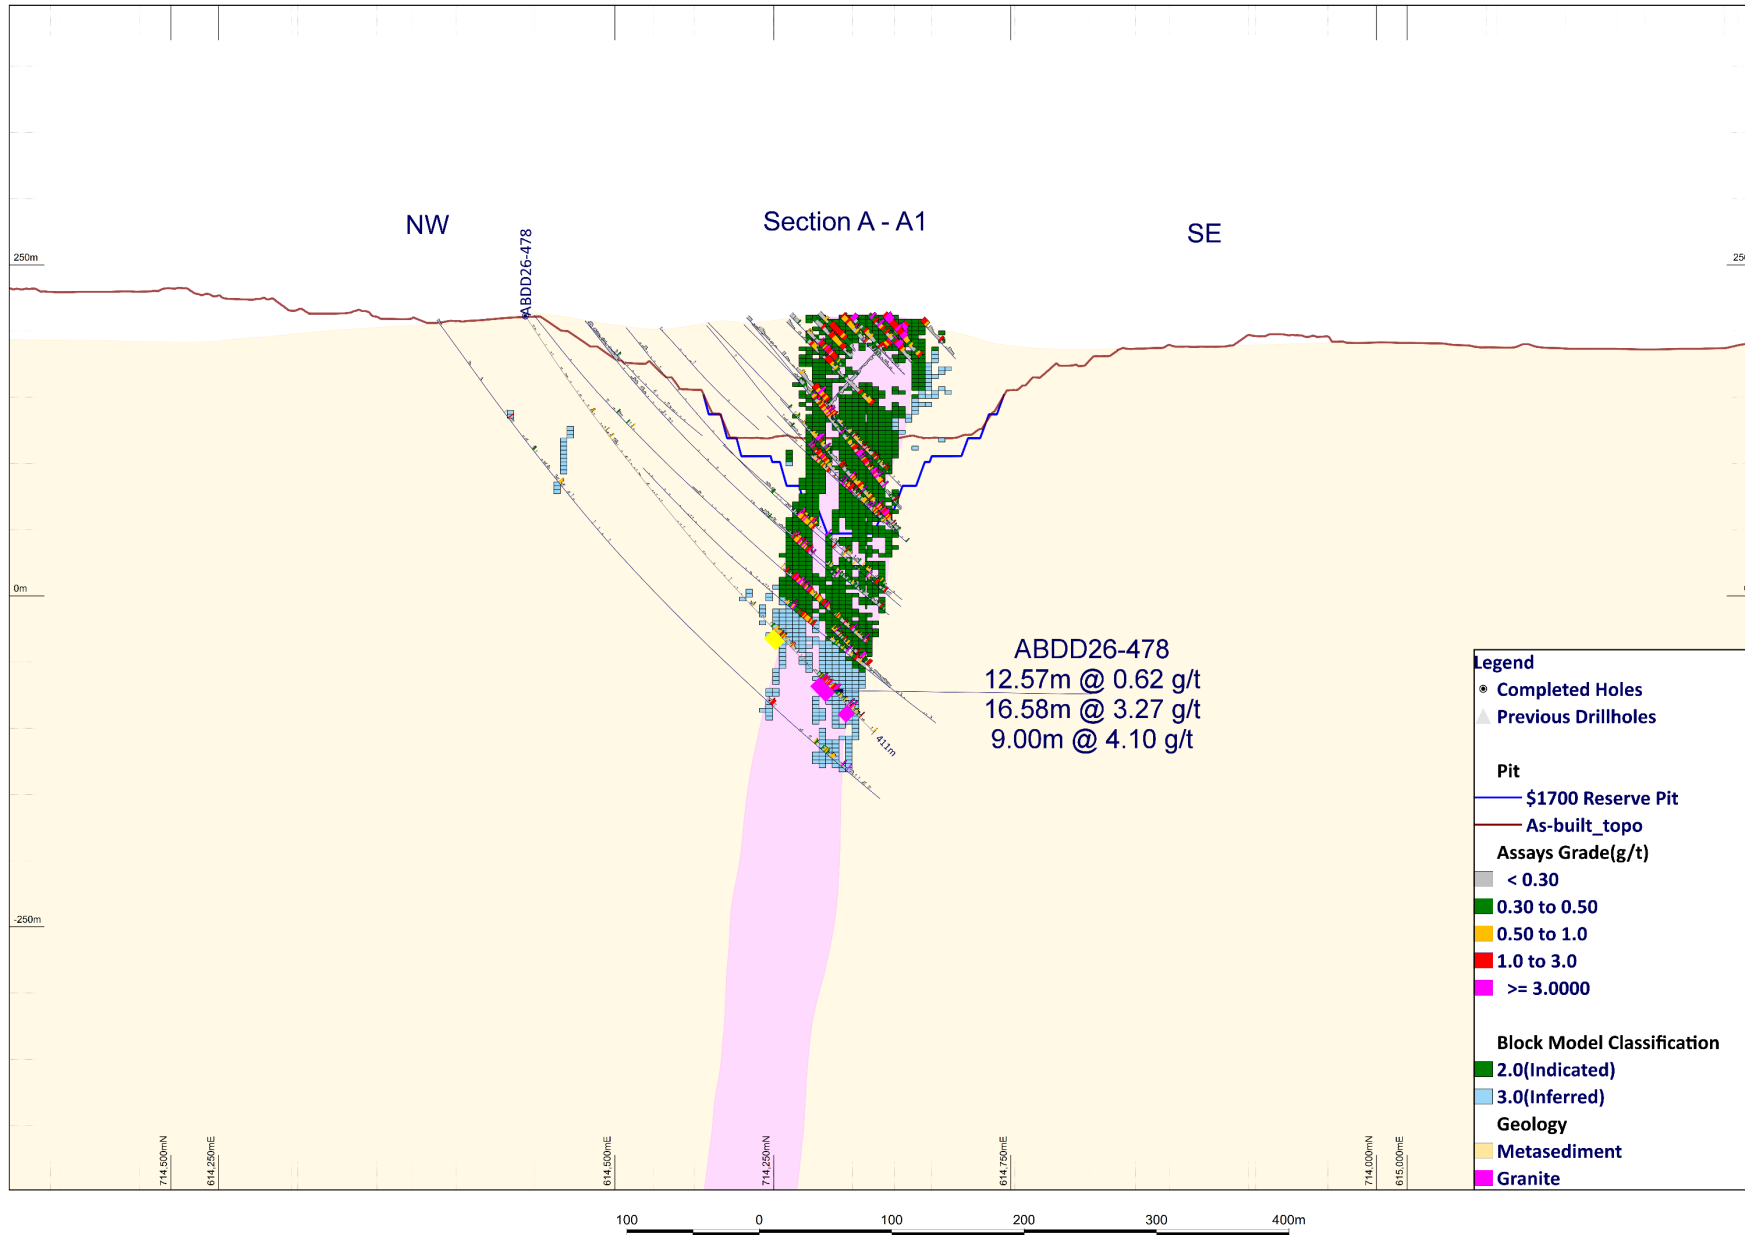 NW
Section A - A1
SE
ABDD26-478
250m
25
0m
-250m
ABDD26-478
12.57m @ 0.62 g/t
16.58m @ 3.27 g/t
9.00m @ 4.10 g/t
411m
Legend
Completed Holes
Previous Drillholes
Pit
$1700 Reserve Pit
As-built_topo
Assays Grade(g/t)
< 0.30
0.30 to 0.50
0.50 to 1.0
1.0 to 3.0
>= 3.0000
Block Model Classification
2.0(Indicated)
3.0(Inferred)
Geology
Metasediment
Granite
714,500mN
614,250mE
614,500mE
714,250mN
614,750mE
714,000mN
615,000mE
100 0 100 200 300 400m